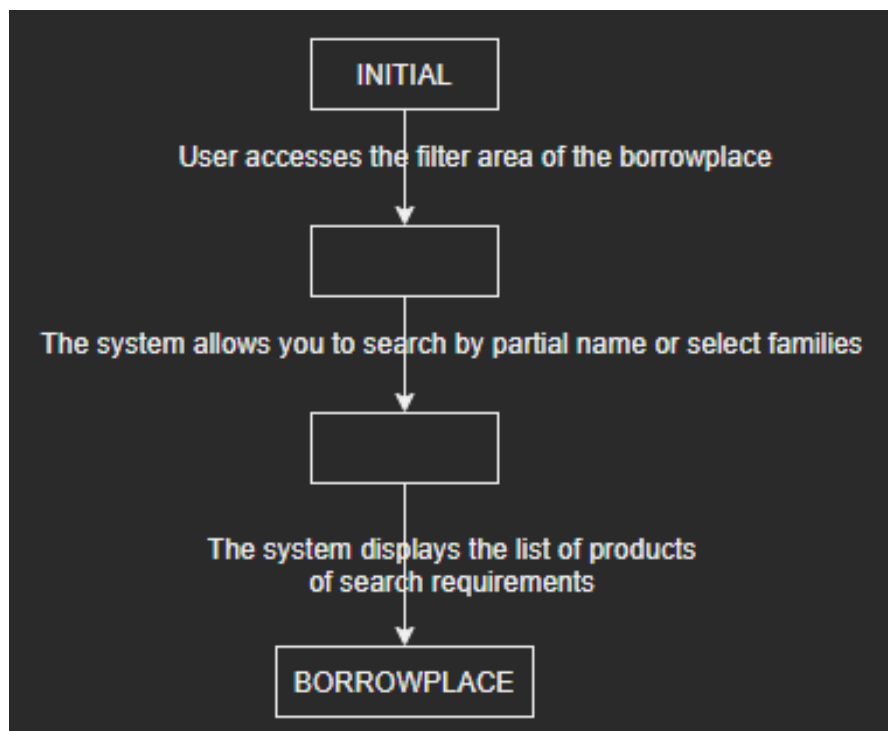 INITIAL
User accesses the filter area of the borrowplace
The system allows you to search by partial name or select families
The system displays the list of products
of search requirements
BORROWPLACE